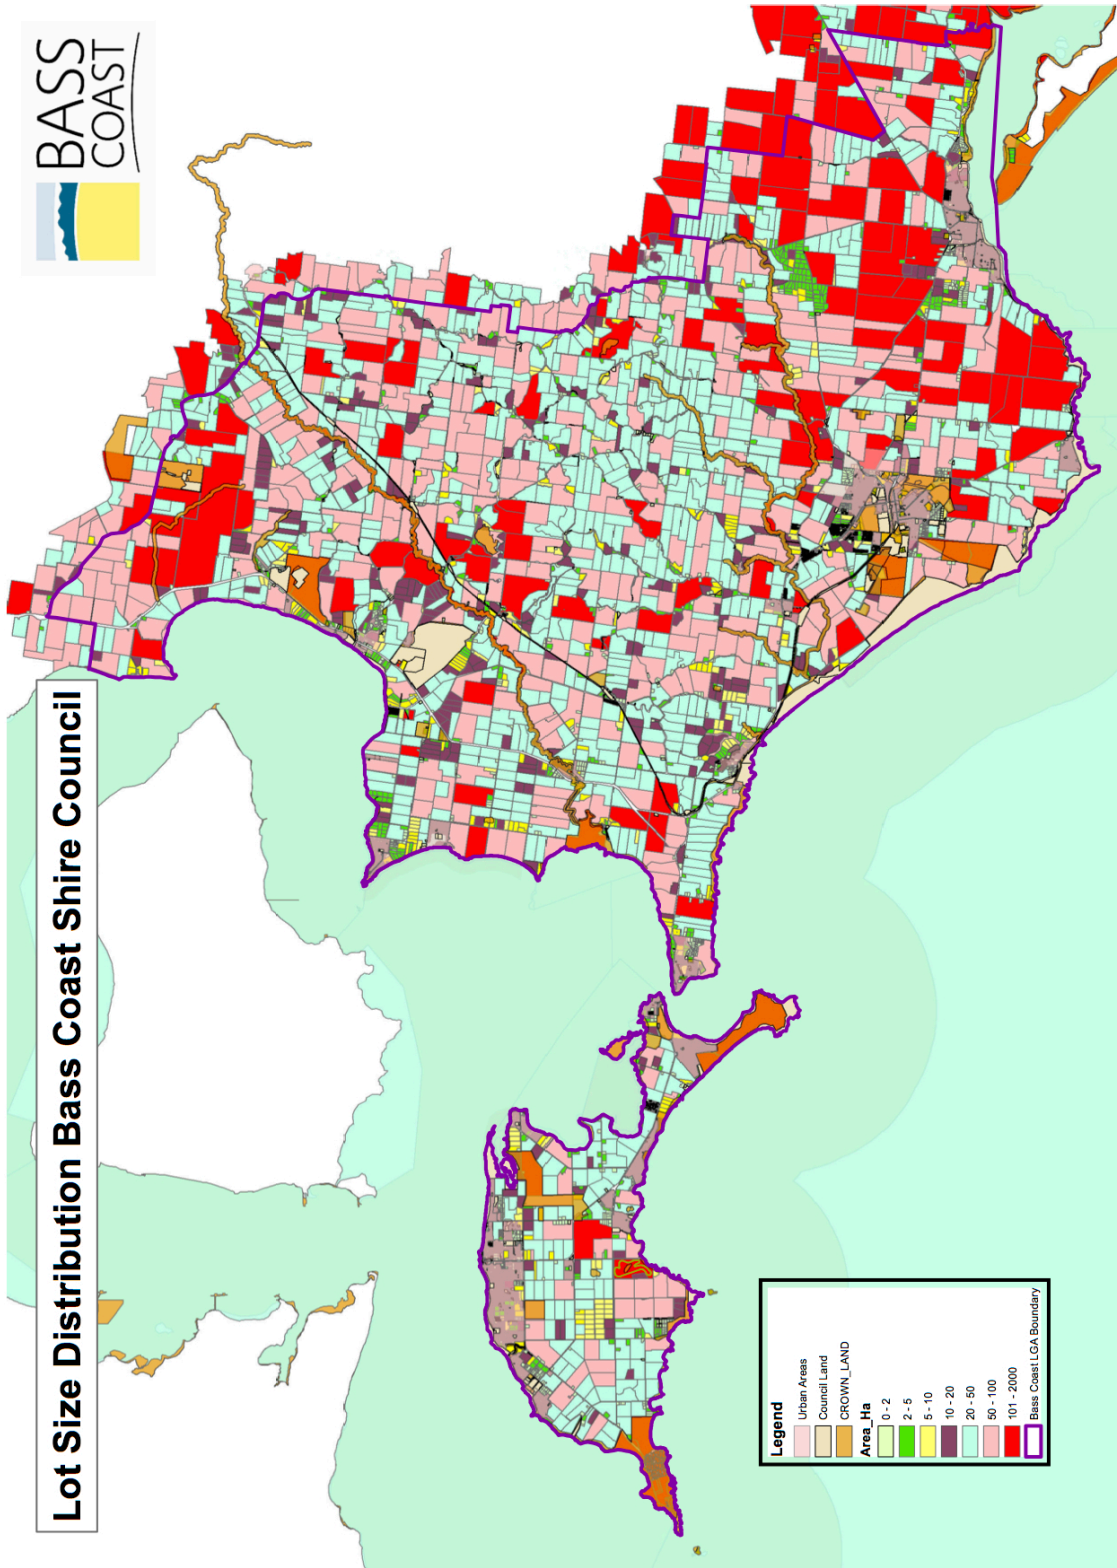 BASS
COAST
Lot Size Distribution Bass Coast Shire Council
Legend
Urban Areas
Council Land
CROWN_LAND
Area_Ha
0 - 2
2 - 5
5 - 10
10 - 20
20 - 50
50 - 100
101 - 2000
Bass Coast LGA Boundary